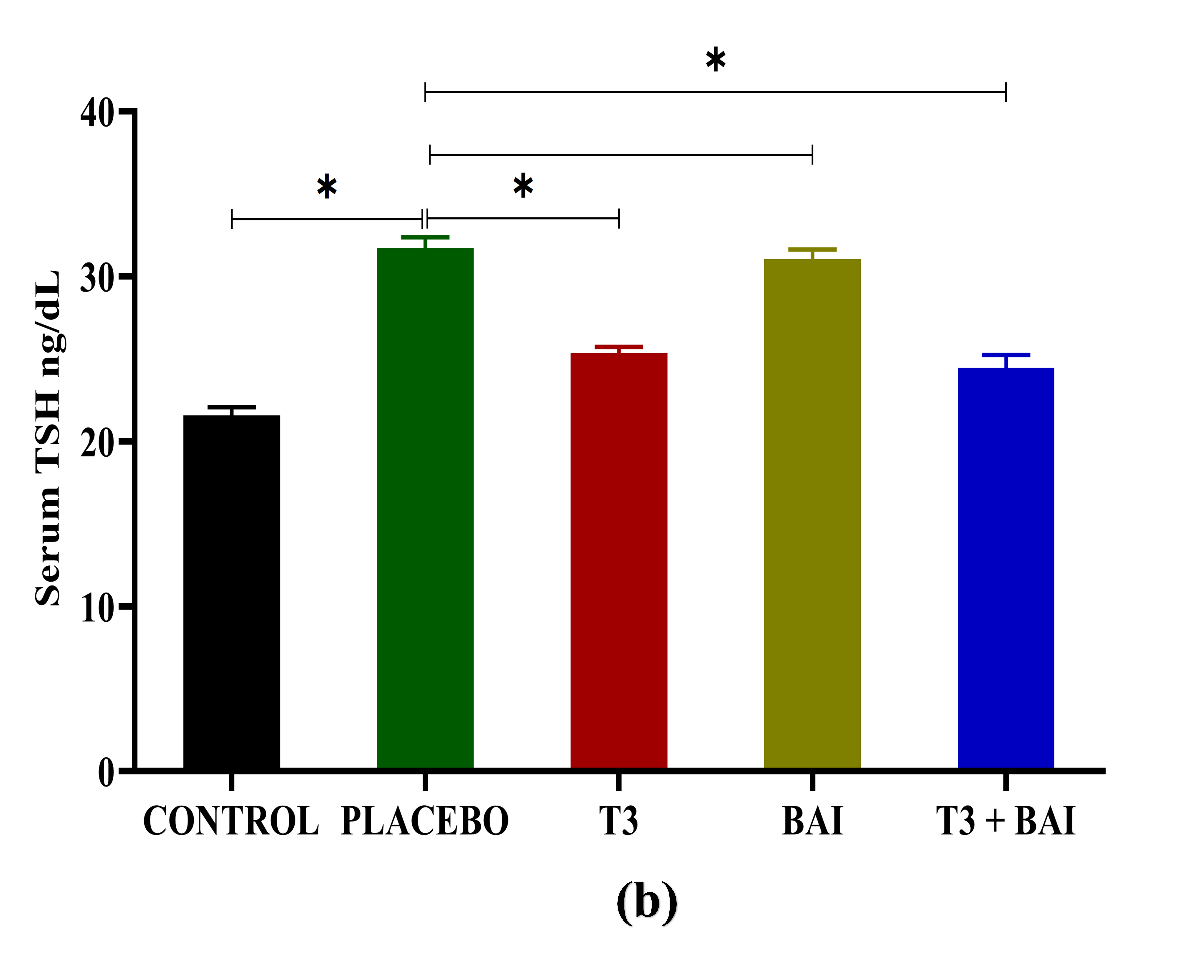 *
40
*
*
30
Serum TSH ng/dL
20
10
0
CONTROL PLACEBO T3 BAI T3 + BAI
(b)